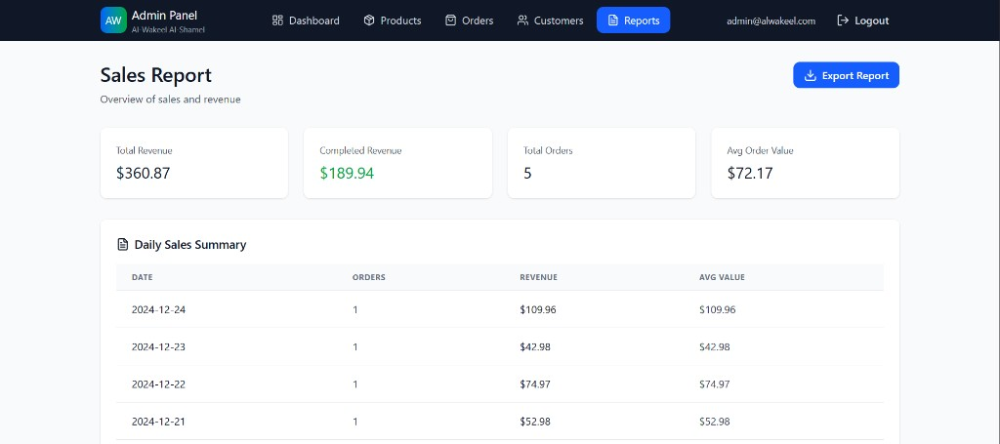 AW Admin Panel
Al-Wakeel Al-Shamel
Dashboard Products Orders Customers Reports admin@alwakeel.com Logout
Sales Report
Export Report
Overview of sales and revenue
Total Revenue Completed Revenue Total Orders Avg Order Value
$360.87 $189.94 5 $72.17
Daily Sales Summary
DATE ORDERS REVENUE AVG VALUE
2024-12-24 1 $109.96 $109.96
2024-12-23 1 $42.98 $42.98
2024-12-22 1 $74.97 $74.97
2024-12-21 1 $52.98 $52.98